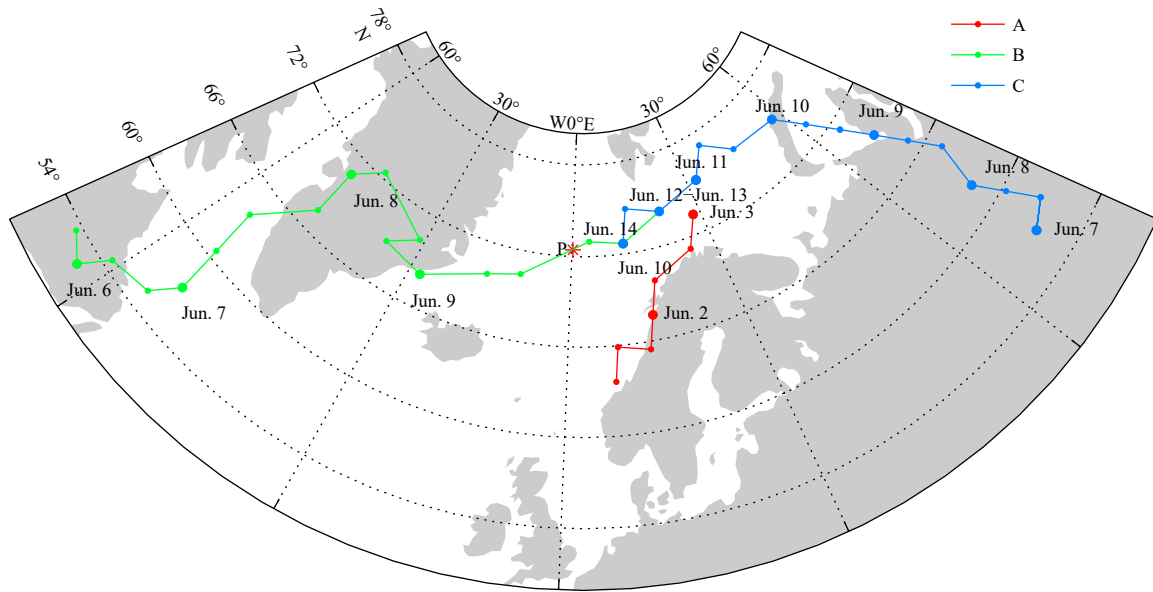 78°
N
72°
66°
60°
54°
60°
30°
W0°E
30°
60°
A
B
C
Jun. 10
Jun. 9
Jun. 11
Jun. 8
Jun. 8
Jun. 12–Jun. 13
Jun. 3
Jun. 7
Jun. 14
P
Jun. 10
Jun. 6
Jun. 7
Jun. 9
Jun. 2